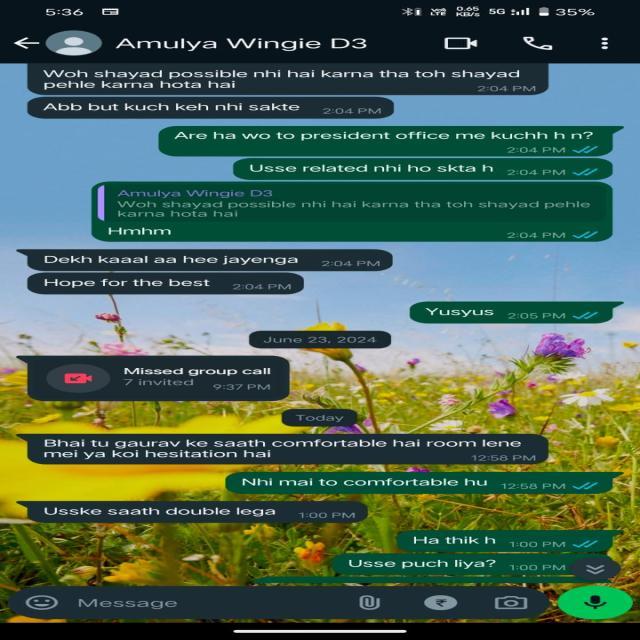 5:36
VoD LTE 0.65 KB/s 5G 35%
Amulya Wingie D3
Woh shayad possible nhi hai karna tha toh shayad
pehle karna hota hai
2:04 PM
Abb but kuch keh nhi sakte 2:04 PM
Are ha wo to president office me kuchh h n?
2:04 PM
Usse related nhi ho skta h 2:04 PM
Amulya Wingie D3
Woh shayad possible nhi hai karna tha toh shayad pehle
karna hota hai
Hmhm 2:04 PM
Dekh kaaal aa hee jayenga 2:04 PM
Hope for the best 2:04 PM
Yusyus 2:05 PM
June 23, 2024
Missed group call
7 invited 9:37 PM
Today
Bhai tu gaurav ke saath comfortable hai room lene
mei ya koi hesitation hai 12:58 PM
Nhi mai to comfortable hu 12:58 PM
Usske saath double lega 1:00 PM
Ha thik h 1:00 PM
Usse puch liya? 1:00 PM
Message